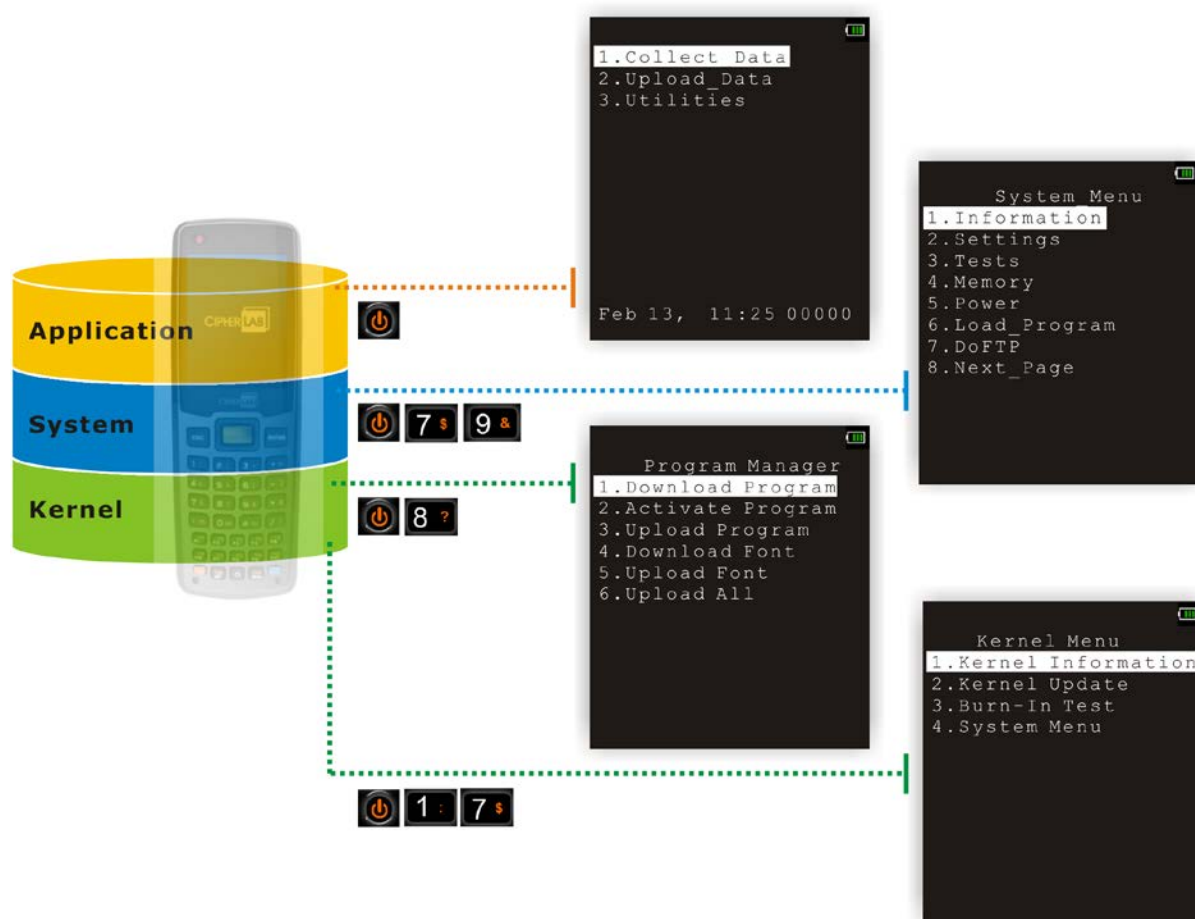 1.Collect Data
2.Upload_Data
3.Utilities
Feb 13, 11:25 00000
System Menu
1.Information
2.Settings
3.Tests
4.Memory
5.Power
6.Load_Program
7.DoFTP
8.Next_Page
CIPHERLAB
Application
System
Kernel
7 $ 9 &
8 ?
Program Manager
1.Download Program
2.Activate Program
3.Upload Program
4.Download Font
5.Upload Font
6.Upload All
Kernel Menu
1.Kernel Information
2.Kernel Update
3.Burn-In Test
4.System Menu
1 : 7 $